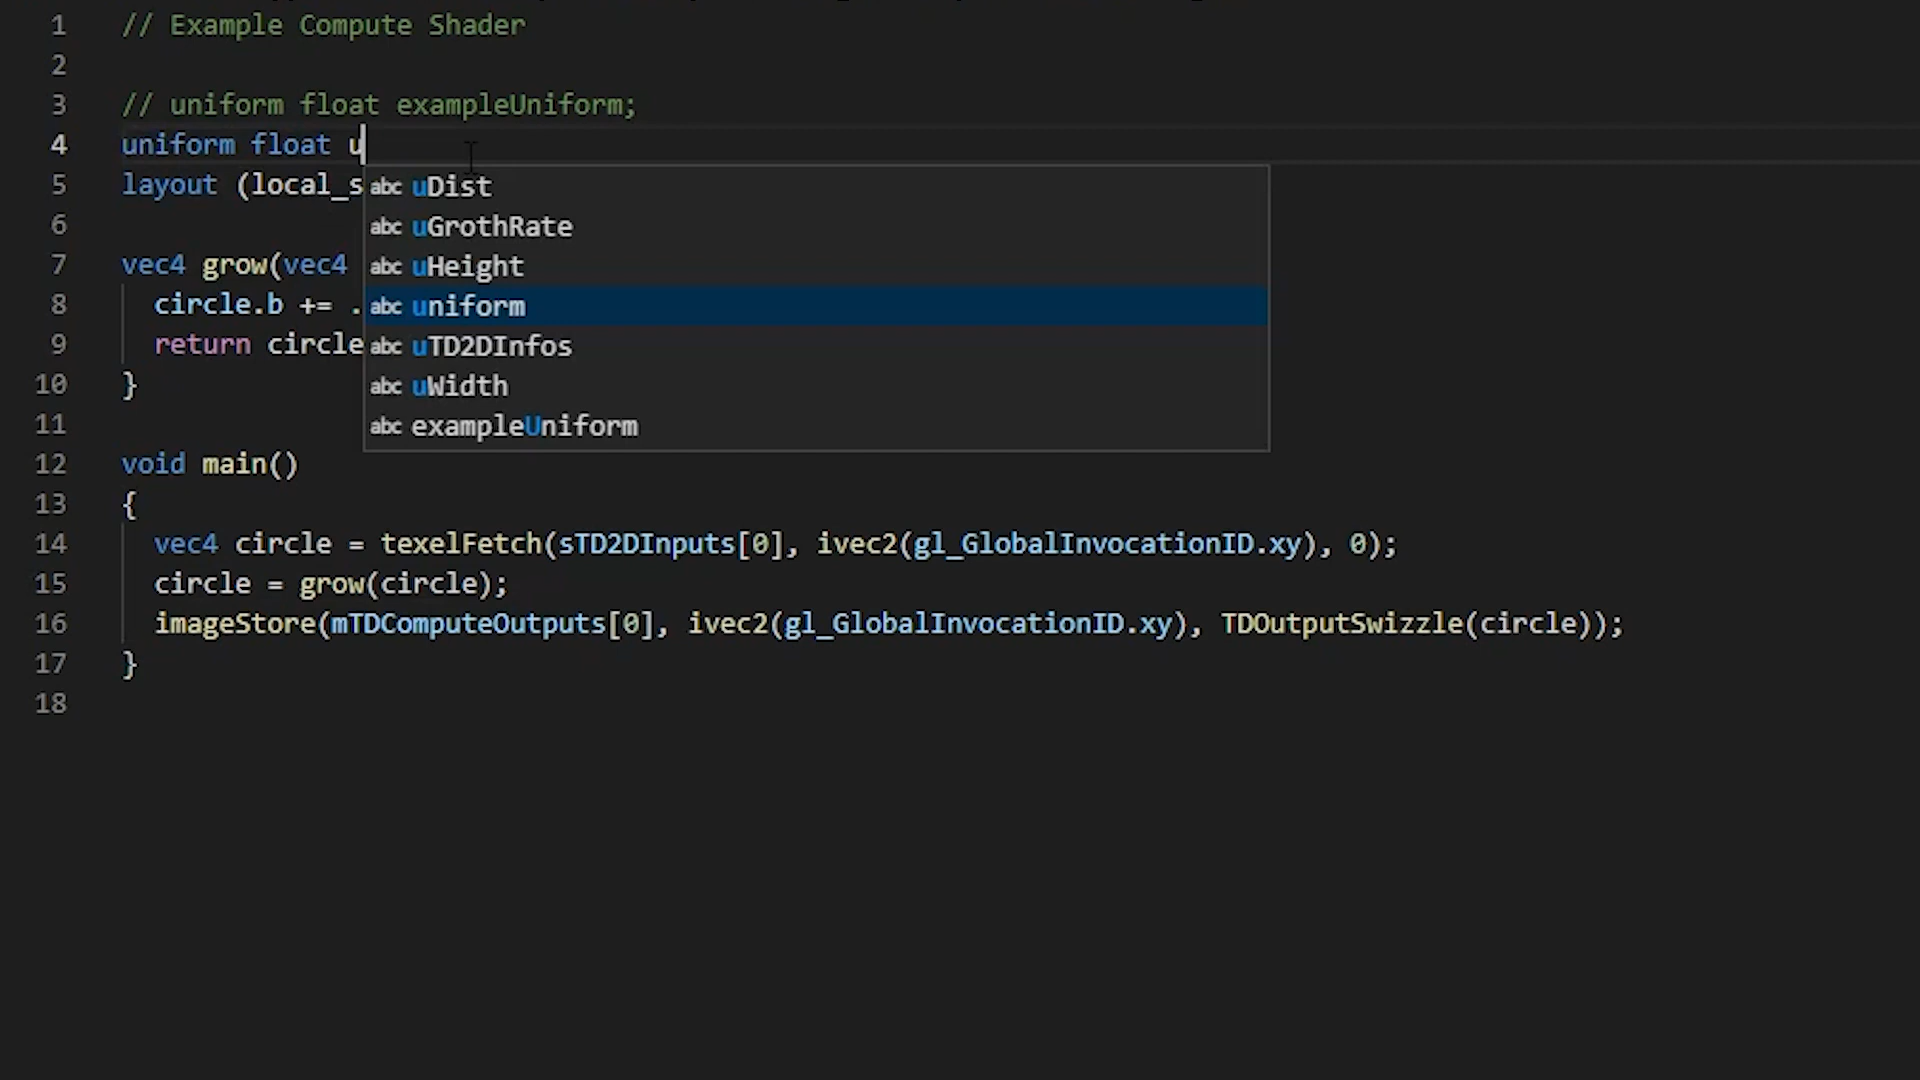 1 // Example Compute Shader
2
3 // uniform float exampleUniform;
4 uniform float u
5 layout (local_s
abc uDist
6
abc uGrothRate
7 vec4 grow(vec4
abc uHeight
8 circle.b += .
abc uniform
9 return circle
abc uTD2DInfos
10 }
abc uWidth
11
abc exampleUniform
12 void main()
13 {
14 vec4 circle = texelFetch(sTD2DInputs[0], ivec2(gl_GlobalInvocationID.xy), 0);
15 circle = grow(circle);
16 imageStore(mTDComputeOutputs[0], ivec2(gl_GlobalInvocationID.xy), TDOutputSwizzle(circle));
17 }
18